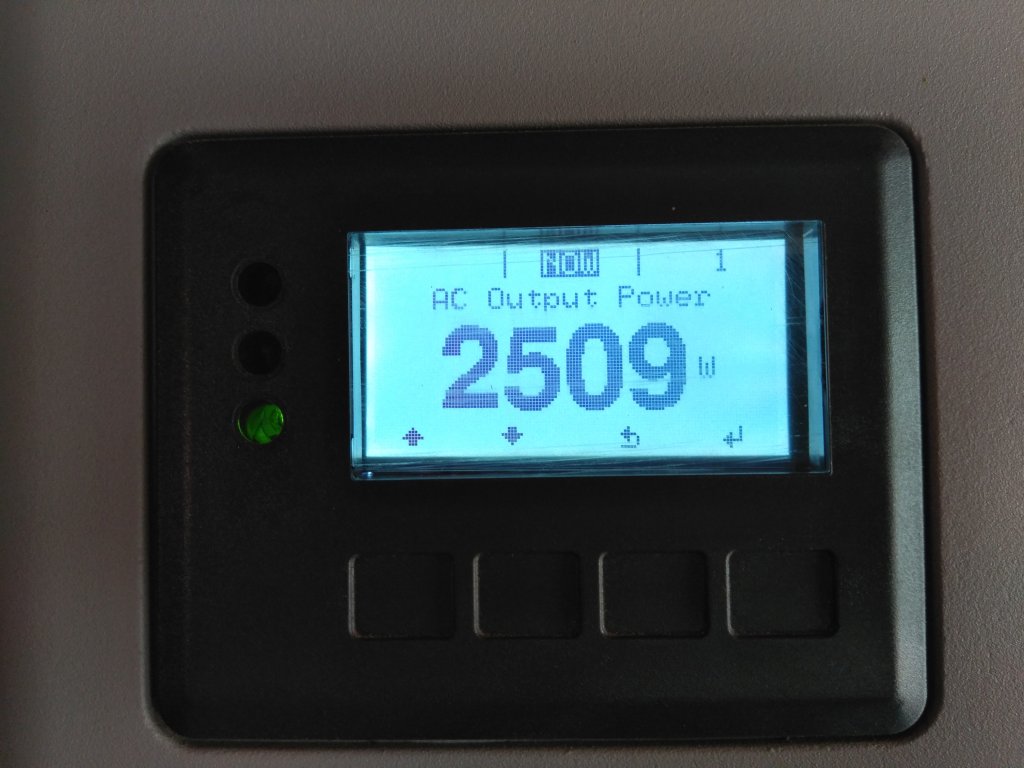 | NOW | 1
AC Output Power
2509 W